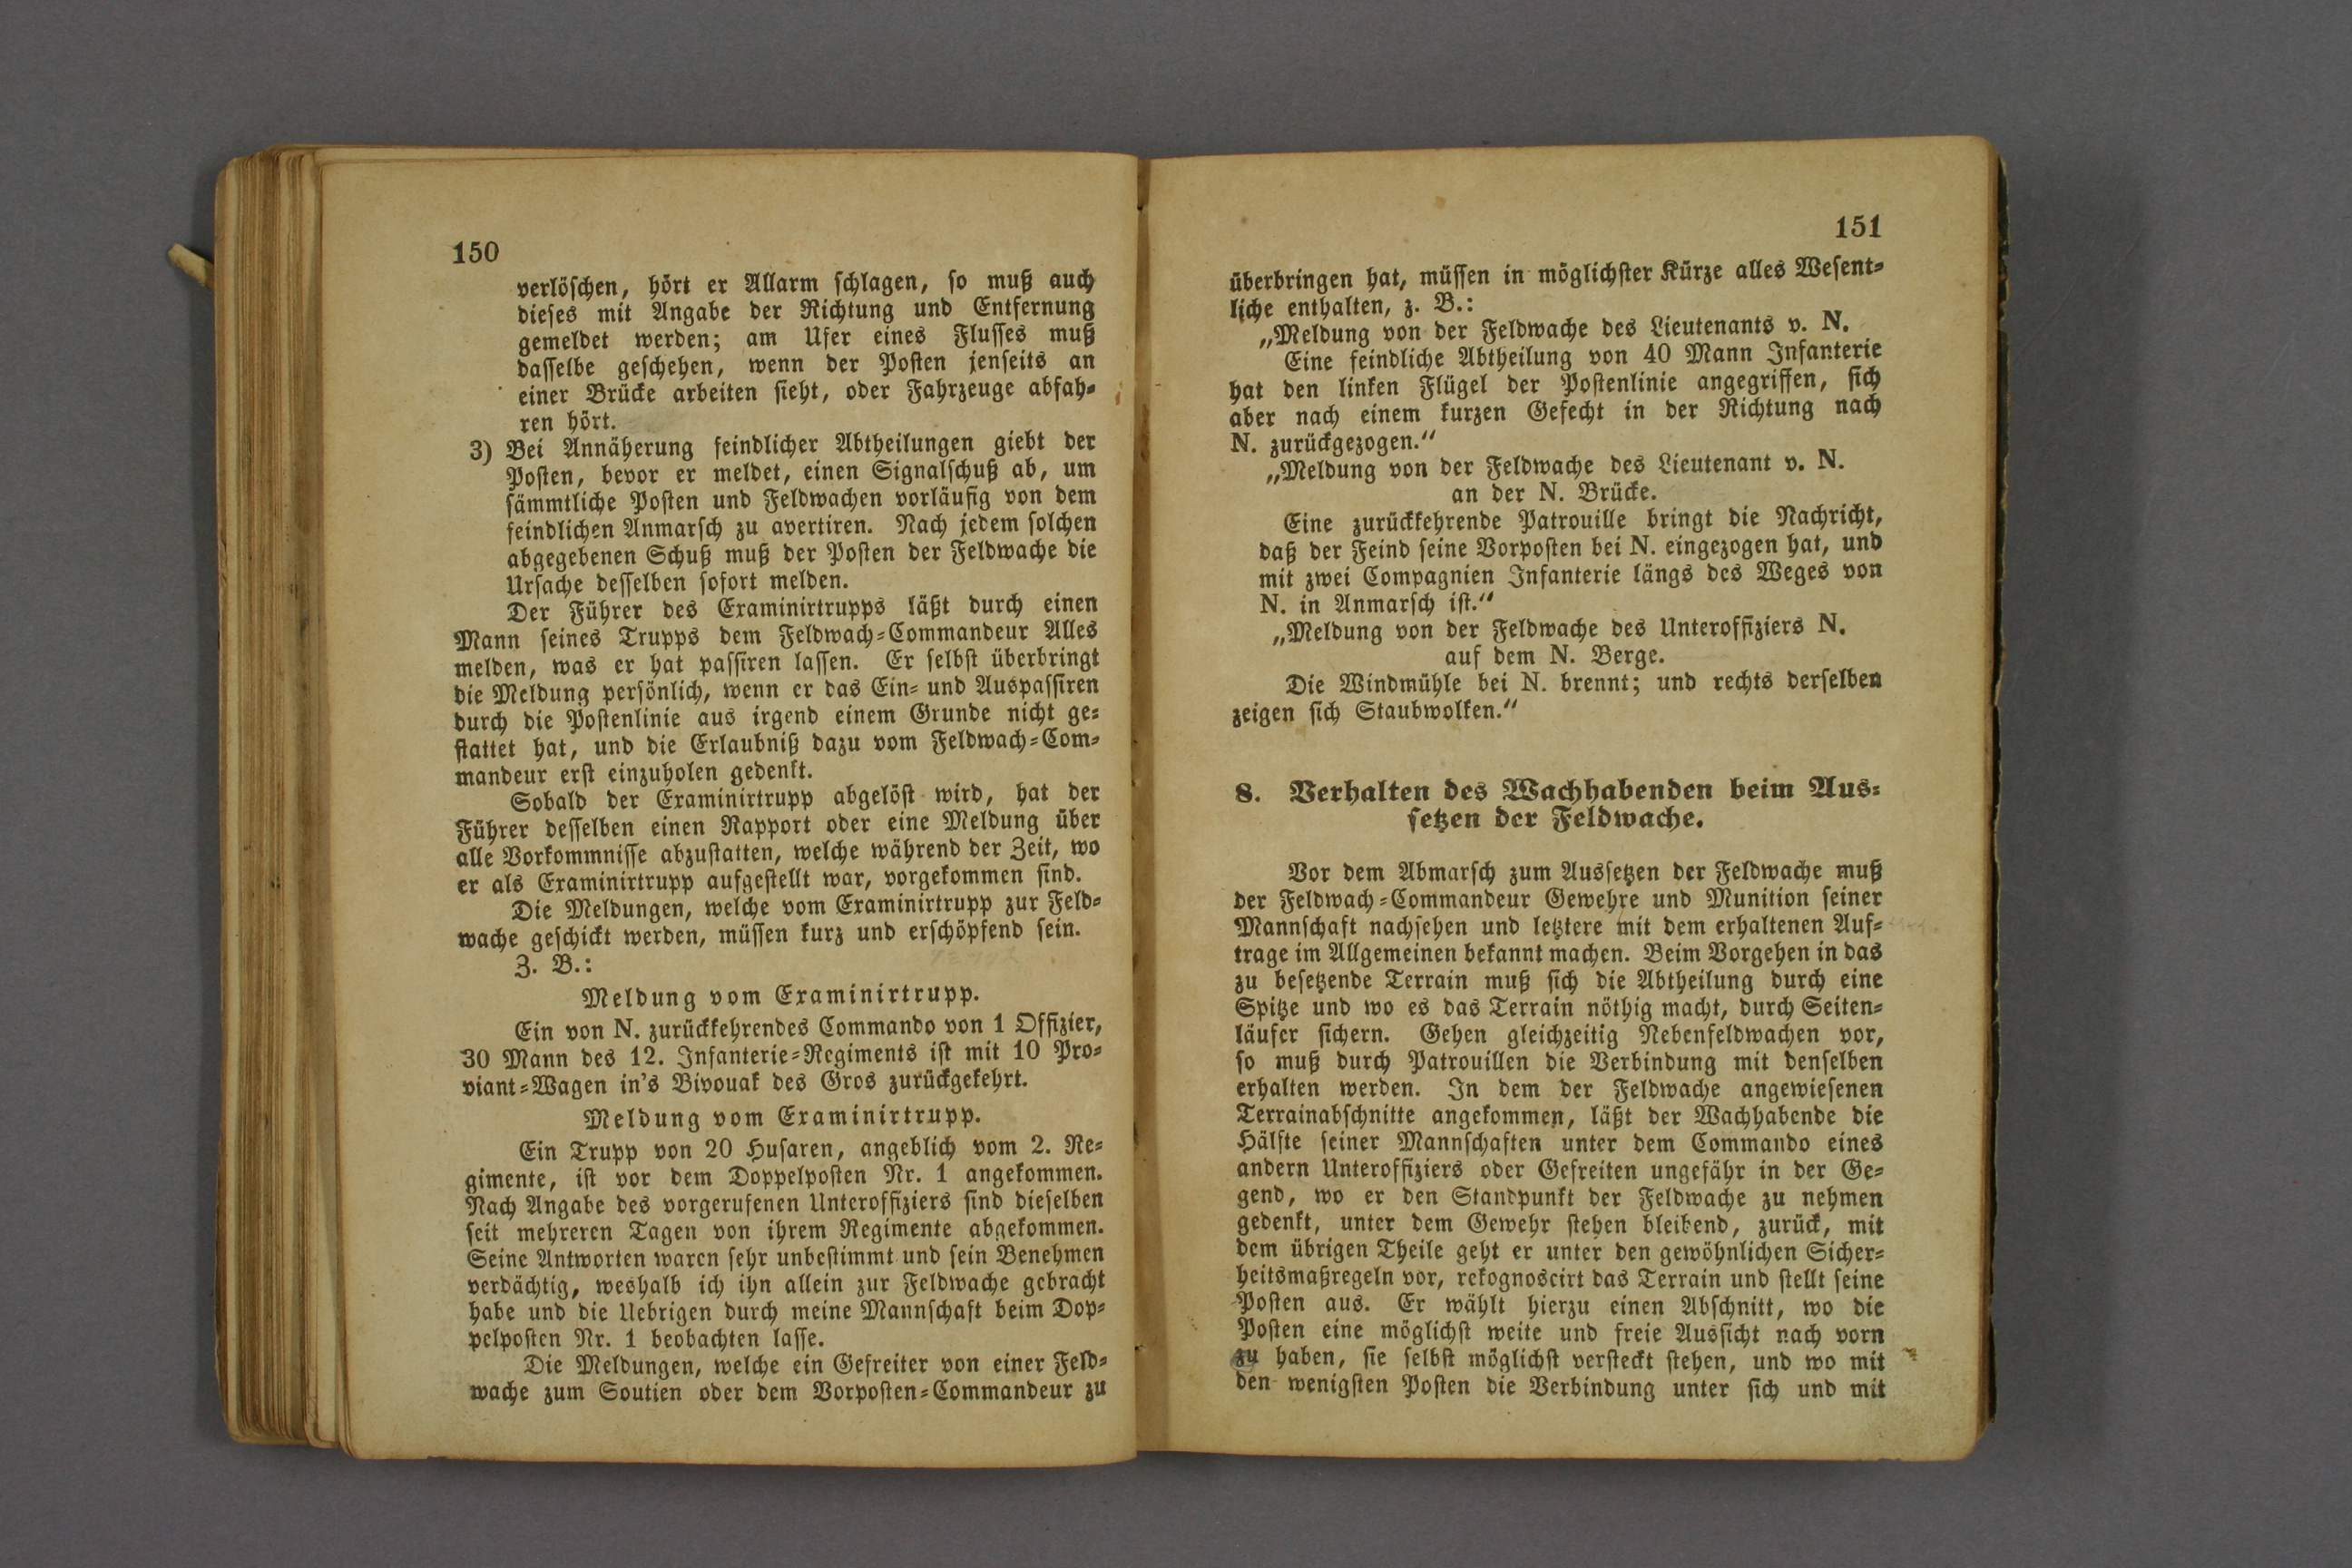 150
verlöschen, hört er Allarm schlagen, so muß auch
dieses mit Angabe der Richtung und Entfernung
gemeldet werden; am Ufer eines Flusses muß
dasselbe geschehen, wenn der Posten jenseits an
einer Brücke arbeiten sieht, oder Fahrzeuge abfah-
ren hört.
3) Bei Annäherung feindlicher Abtheilungen giebt der
Posten, bevor er meldet, einen Signalschuß ab, um
sämmtliche Posten und Feldwachen vorläufig von dem
feindlichen Anmarsch zu avertiren. Nach jedem solchen
abgegebenen Schuß muß der Posten der Feldwache die
Ursache desselben sofort melden.
Der Führer des Examinirtrupps läßt durch einen
Mann seines Trupps dem Feldwach-Commandeur Alles
melden, was er hat passiren lassen. Er selbst überbringt
die Meldung persönlich, wenn er das Ein- und Auspassiren
durch die Postenlinie aus irgend einem Grunde nicht ge-
stattet hat, und die Erlaubniß dazu vom Feldwach-Com-
mandeur erst einzuholen gedenkt.
Sobald der Examinirtrupp abgelöst wird, hat der
Führer desselben einen Rapport oder eine Meldung über
alle Vorkommnisse abzustatten, welche während der Zeit, wo
er als Examinirtrupp aufgestellt war, vorgekommen sind.
Die Meldungen, welche vom Examinirtrupp zur Feld-
wache geschickt werden, müssen kurz und erschöpfend sein.
Z. B.:
Meldung vom Examinirtrupp.
Ein von N. zurückkehrendes Commando von 1 Offizier,
30 Mann des 12. Infanterie-Regiments ist mit 10 Pro-
viant-Wagen in's Bivouak des Gros zurückgekehrt.
Meldung vom Examinirtrupp.
Ein Trupp von 20 Husaren, angeblich vom 2. Re-
gimente, ist vor dem Doppelposten Nr. 1 angekommen.
Nach Angabe des vorgerufenen Unteroffiziers sind dieselben
seit mehreren Tagen von ihrem Regimente abgekommen.
Seine Antworten waren sehr unbestimmt und sein Benehmen
verdächtig, weshalb ich ihn allein zur Feldwache gebracht
habe und die Uebrigen durch meine Mannschaft beim Dop-
pelposten Nr. 1 beobachten lasse.
Die Meldungen, welche ein Gefreiter von einer Feld-
wache zum Soutien oder dem Vorposten-Commandeur zu
151
überbringen hat, müssen in möglichster Kürze alles Wesent-
liche enthalten, z. B.:
„Meldung von der Feldwache des Lieutenants v. N.
Eine feindliche Abtheilung von 40 Mann Infanterie
hat den linken Flügel der Postenlinie angegriffen, sich
aber nach einem kurzen Gefecht in der Richtung nach
N. zurückgezogen.“
„Meldung von der Feldwache des Lieutenant v. N.
an der N. Brücke.
Eine zurückkehrende Patrouille bringt die Nachricht,
daß der Feind seine Vorposten bei N. eingezogen hat, und
mit zwei Compagnien Infanterie längs des Weges von
N. in Anmarsch ist.“
„Meldung von der Feldwache des Unteroffiziers N.
auf dem N. Berge.
Die Windmühle bei N. brennt; und rechts derselben
zeigen sich Staubwolken.“
8. Verhalten des Wachhabenden beim Aus-
setzen der Feldwache.
Vor dem Abmarsch zum Aussetzen der Feldwache muß
der Feldwach-Commandeur Gewehre und Munition seiner
Mannschaft nachsehen und letztere mit dem erhaltenen Auf-
trage im Allgemeinen bekannt machen. Beim Vorgehen in das
zu besetzende Terrain muß sich die Abtheilung durch eine
Spitze und wo es das Terrain nöthig macht, durch Seiten-
läufer sichern. Gehen gleichzeitig Nebenfeldwachen vor,
so muß durch Patrouillen die Verbindung mit denselben
erhalten werden. In dem der Feldwache angewiesenen
Terrainabschnitte angekommen, läßt der Wachhabende die
Hälfte seiner Mannschaften unter dem Commando eines
andern Unteroffiziers oder Gefreiten ungefähr in der Ge-
gend, wo er den Standpunkt der Feldwache zu nehmen
gedenkt, unter dem Gewehr stehen bleibend, zurück, mit
dem übrigen Theile geht er unter den gewöhnlichen Sicher-
heitsmaßregeln vor, rekognoscirt das Terrain und stellt seine
Posten aus. Er wählt hierzu einen Abschnitt, wo die
Posten eine möglichst weite und freie Aussicht nach vorn
zu haben, sie selbst möglichst versteckt stehen, und wo mit
den wenigsten Posten die Verbindung unter sich und mit